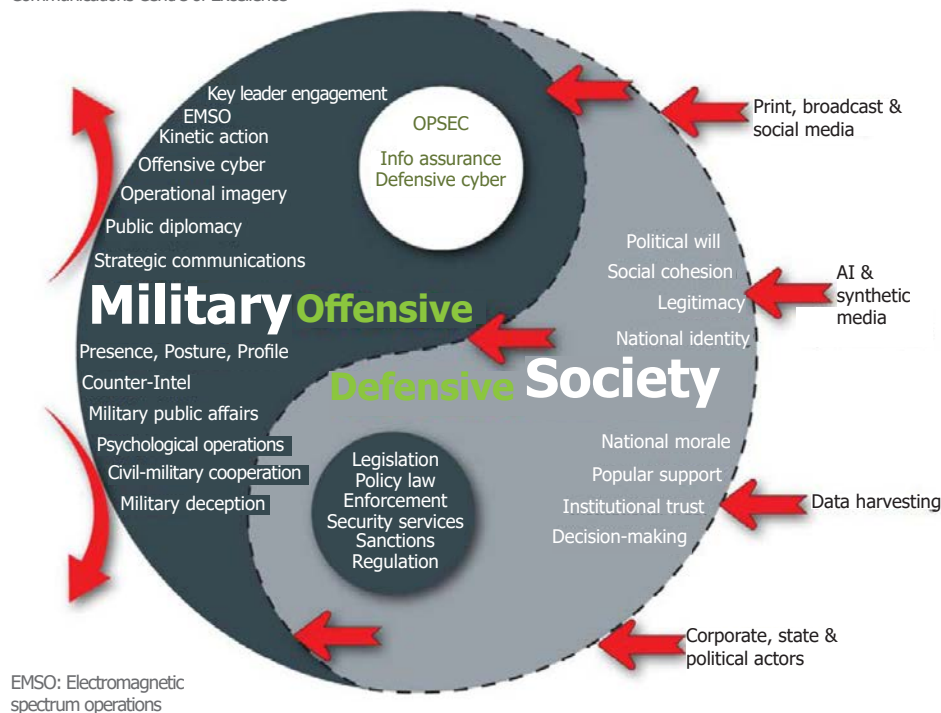 Key leader engagement
EMSO
Kinetic action
Offensive cyber
Operational imagery
Public diplomacy
Strategic communications
Military Offensive
Presence, Posture, Profile
Counter-Intel
Military public affairs
Psychological operations
Civil-military cooperation
Military deception
OPSEC
Info assurance
Defensive cyber
Political will
Social cohesion
Legitimacy
National identity
Defensive Society
National morale
Popular support
Institutional trust
Decision-making
Legislation
Policy law
Enforcement
Security services
Sanctions
Regulation
Print, broadcast &
social media
AI &
synthetic
media
Data harvesting
Corporate, state &
political actors
EMSO: Electromagnetic
spectrum operations